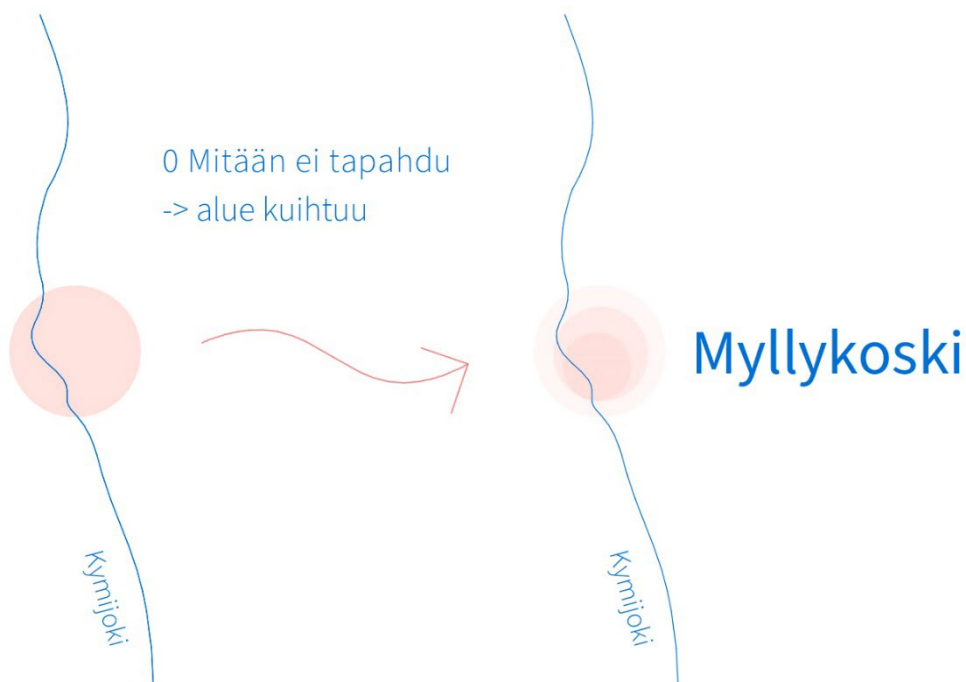 0 Mitään ei tapahdu
-> alue kuihtuu
Myllykoski
Kymijoki
Kymijoki